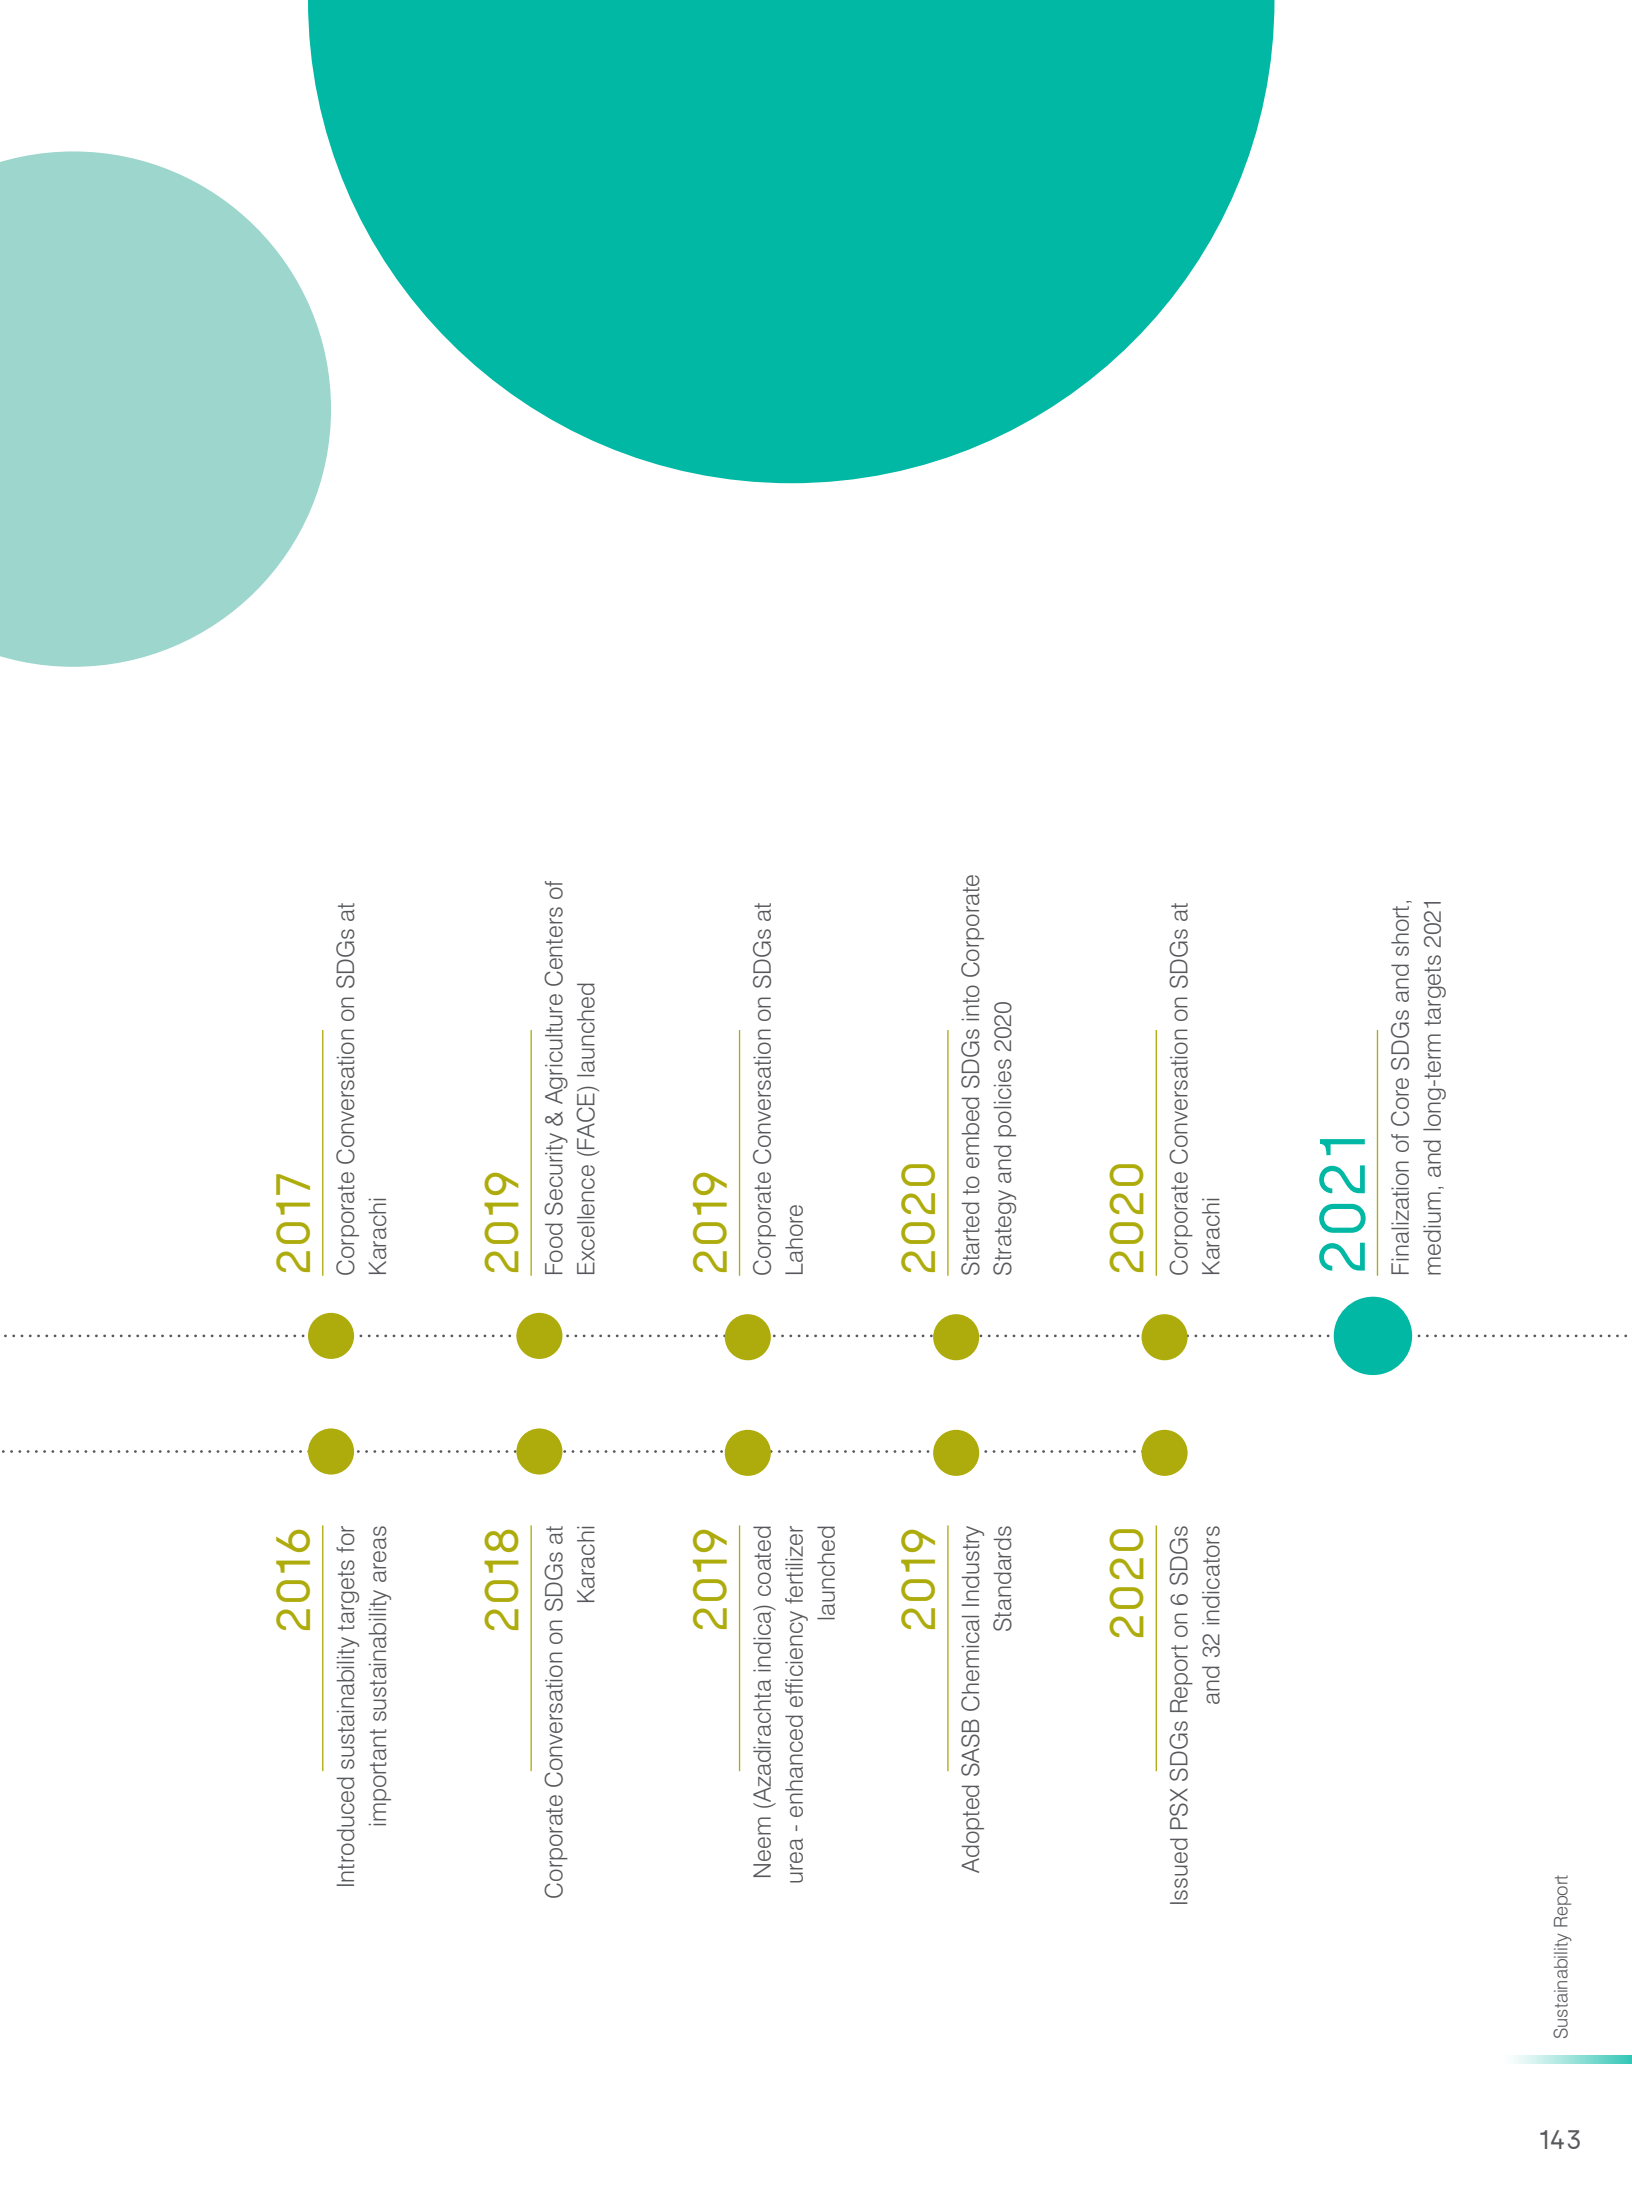 2016
Introduced sustainability targets for
important sustainability areas
2017
Corporate Conversation on SDGs at
Karachi
2018
Corporate Conversation on SDGs at
Karachi
2019
Food Security & Agriculture Centers of
Excellence (FACE) launched
2019
Neem (Azadirachta indica) coated
urea - enhanced efficiency fertilizer
launched
2019
Corporate Conversation on SDGs at
Lahore
2019
Adopted SASB Chemical Industry
Standards
2020
Started to embed SDGs into Corporate
Strategy and policies 2020
2020
Issued PSX SDGs Report on 6 SDGs
and 32 indicators
2020
Corporate Conversation on SDGs at
Karachi
2021
Finalization of Core SDGs and short,
medium, and long-term targets 2021
Sustainability Report
143